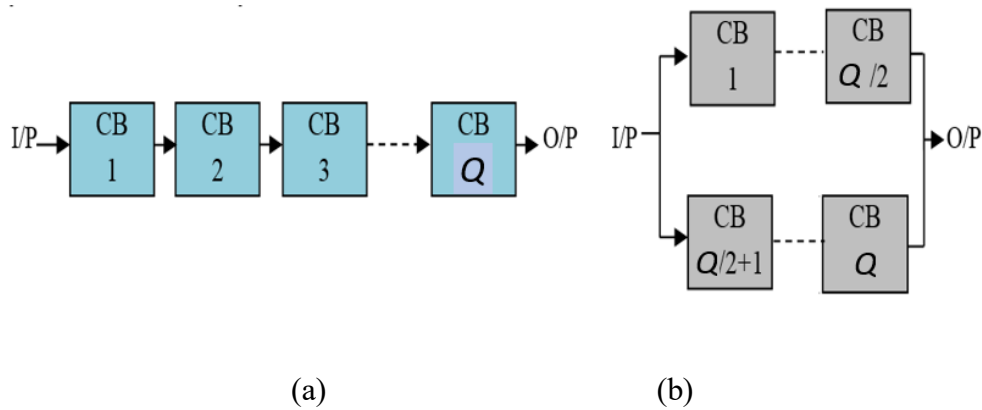 I/P CB 1 CB 2 CB 3 CB Q O/P
I/P CB 1 CB Q/2 O/P
CB Q/2+1 CB Q
(a) (b)